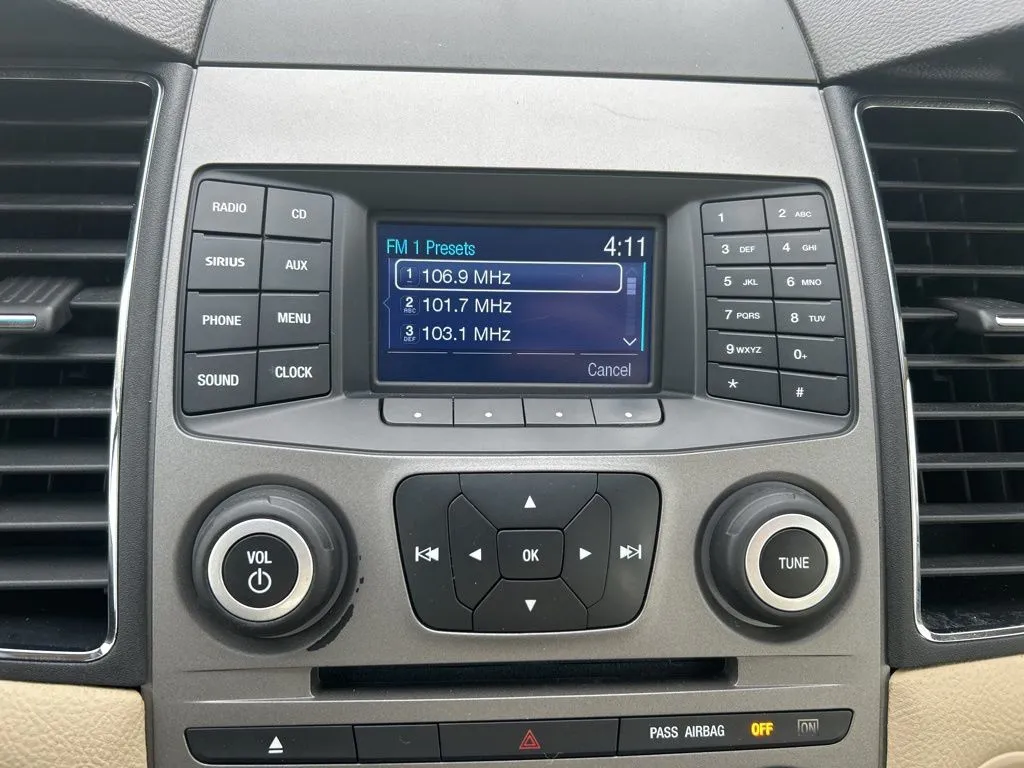 RADIO CD
SIRIUS AUX
PHONE MENU
SOUND CLOCK
FM 1 Presets 4:11
1 106.9 MHz
2 ABC 101.7 MHz
3 DEF 103.1 MHz
Cancel
1 2 ABC
3 DEF 4 GHI
5 JKL 6 MNO
7 PQRS 8 TUV
9 WXYZ 0+
* #
VOL
OK
TUNE
PASS AIRBAG OFF ON